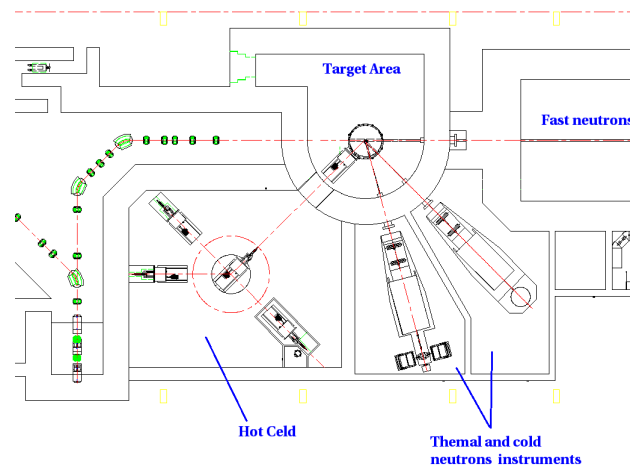 Target Area
Fast neutrons
Hot Celd
Themal and cold
neutrons instruments